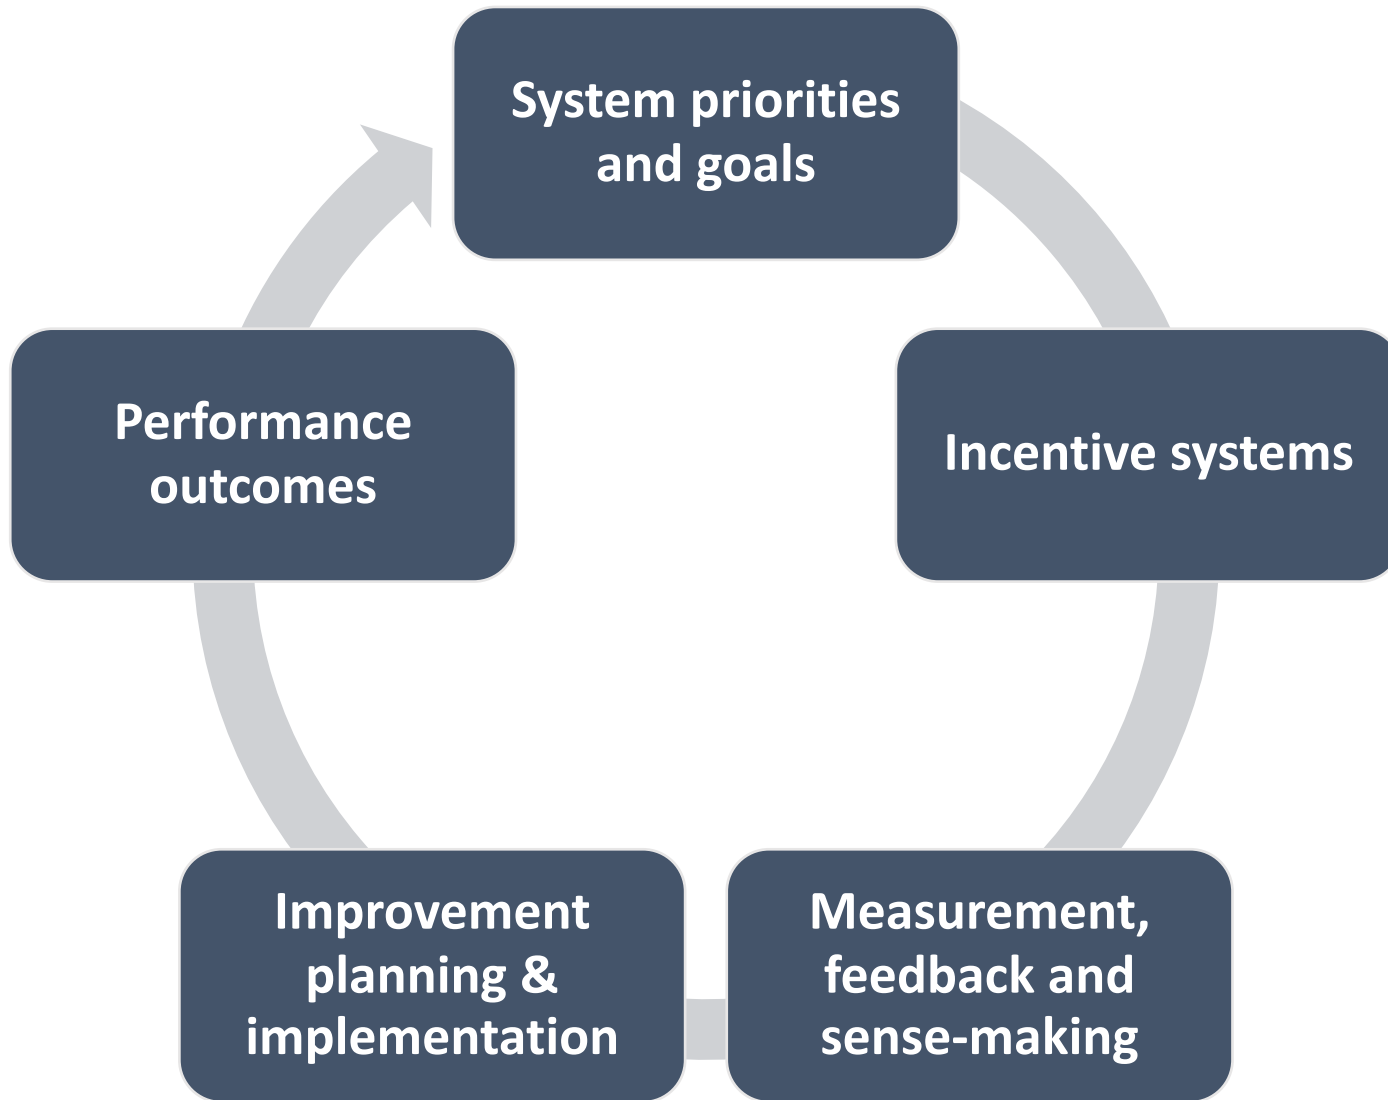 System priorities
and goals
Incentive systems
Measurement,
feedback and
sense-making
Improvement
planning &
implementation
Performance
outcomes